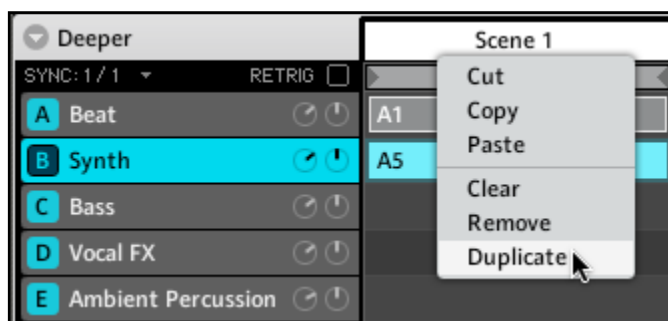 Deeper
Scene 1
SYNC: 1 / 1 RETRIG
A Beat A1
B Synth A5
C Bass
D Vocal FX
E Ambient Percussion
Cut
Copy
Paste
Clear
Remove
Duplicate